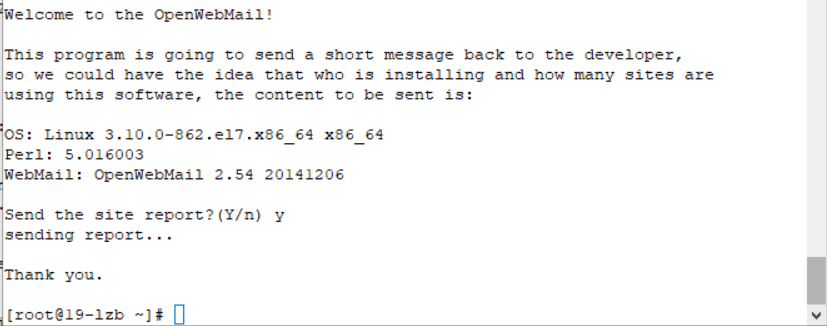 Welcome to the OpenWebMail!
This program is going to send a short message back to the developer,
so we could have the idea that who is installing and how many sites are
using this software, the content to be sent is:
OS: Linux 3.10.0-862.el7.x86_64 x86_64
Perl: 5.016003
WebMail: OpenWebMail 2.54 20141206
Send the site report?(Y/n) y
sending report...
Thank you.
[root@19-lzb ~]#